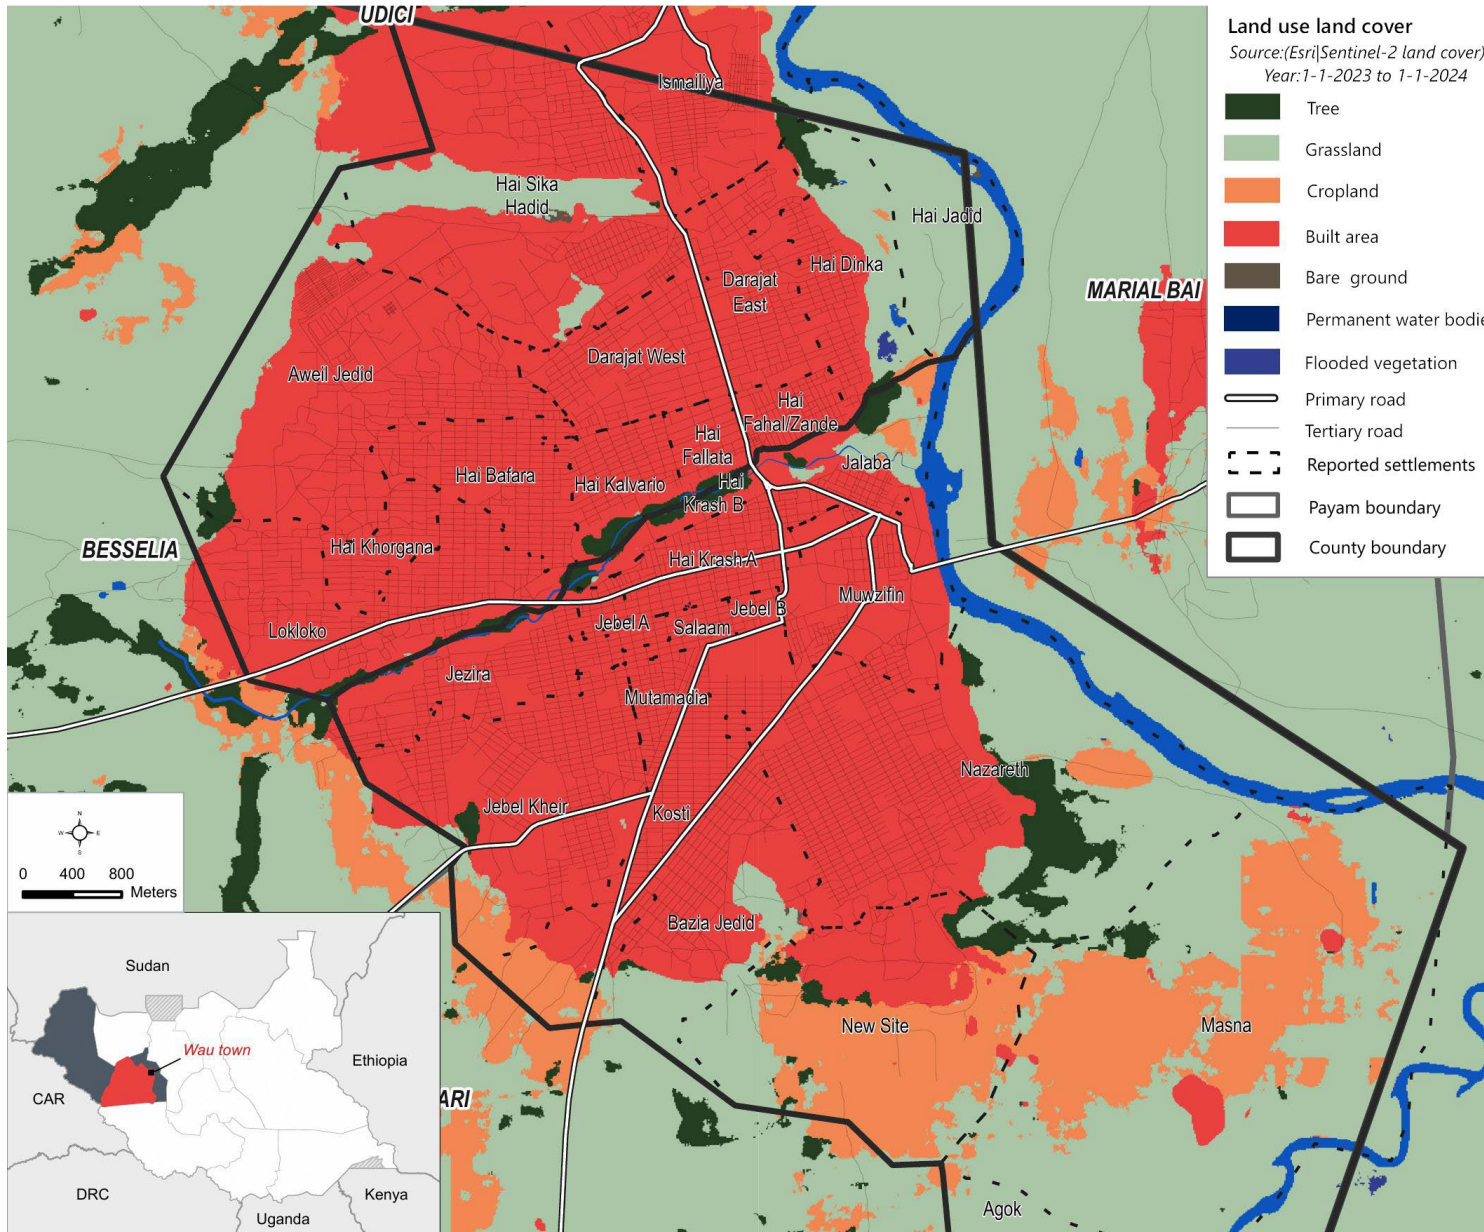 UDICI
Ismailiya
Hai Sika
Hadid
Hai Jadid
Hai Dinka
Darajat
East
MARIAL BAI
Darajat West
Aweil Jedid
Hai
Fahal/Zande
Hai
Fallata
Jalaba
Hai Bafara
Hai Kalvario
Hai
Krash B
BESSELIA
Hai Khorgana
Hai Krash A
Muwzifin
Jebel B
Jebel A
Salaam
Lokloko
Jezira
Mutamadia
Nazareth
Jebel Kheir
Kosti
Bazia Jedid
New Site
Masna
ARI
Agok
Land use land cover
Source:(Esri|Sentinel-2 land cover)
Year:1-1-2023 to 1-1-2024
Tree
Grassland
Cropland
Built area
Bare ground
Permanent water bodie
Flooded vegetation
Primary road
Tertiary road
Reported settlements
Payam boundary
County boundary
N
W E
S
0 400 800
Meters
Sudan
Wau town
Ethiopia
CAR
DRC
Kenya
Uganda